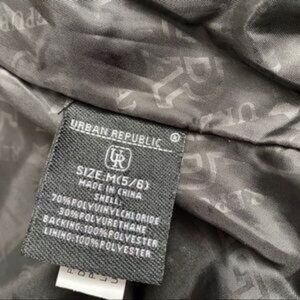 URBAN REPUBLIC ®
UR
SIZE:M(5/6)
MADE IN CHINA
SHELL:
70%POLYVINYLCHLORIDE
30%POLYURETHANE
BACKING:100%POLYESTER
LINING:100%POLYESTER